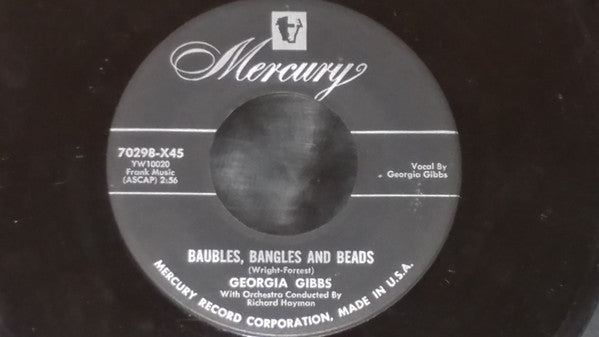 Mercury
70298-X45
YW10020
Frank Music
(ASCAP) 2:56
Vocal By
Georgia Gibbs
BAUBLES, BANGLES AND BEADS
(Wright-Forrest)
GEORGIA GIBBS
With Orchestra Conducted By
Richard Hayman
MERCURY RECORD CORPORATION, MADE IN U.S.A.